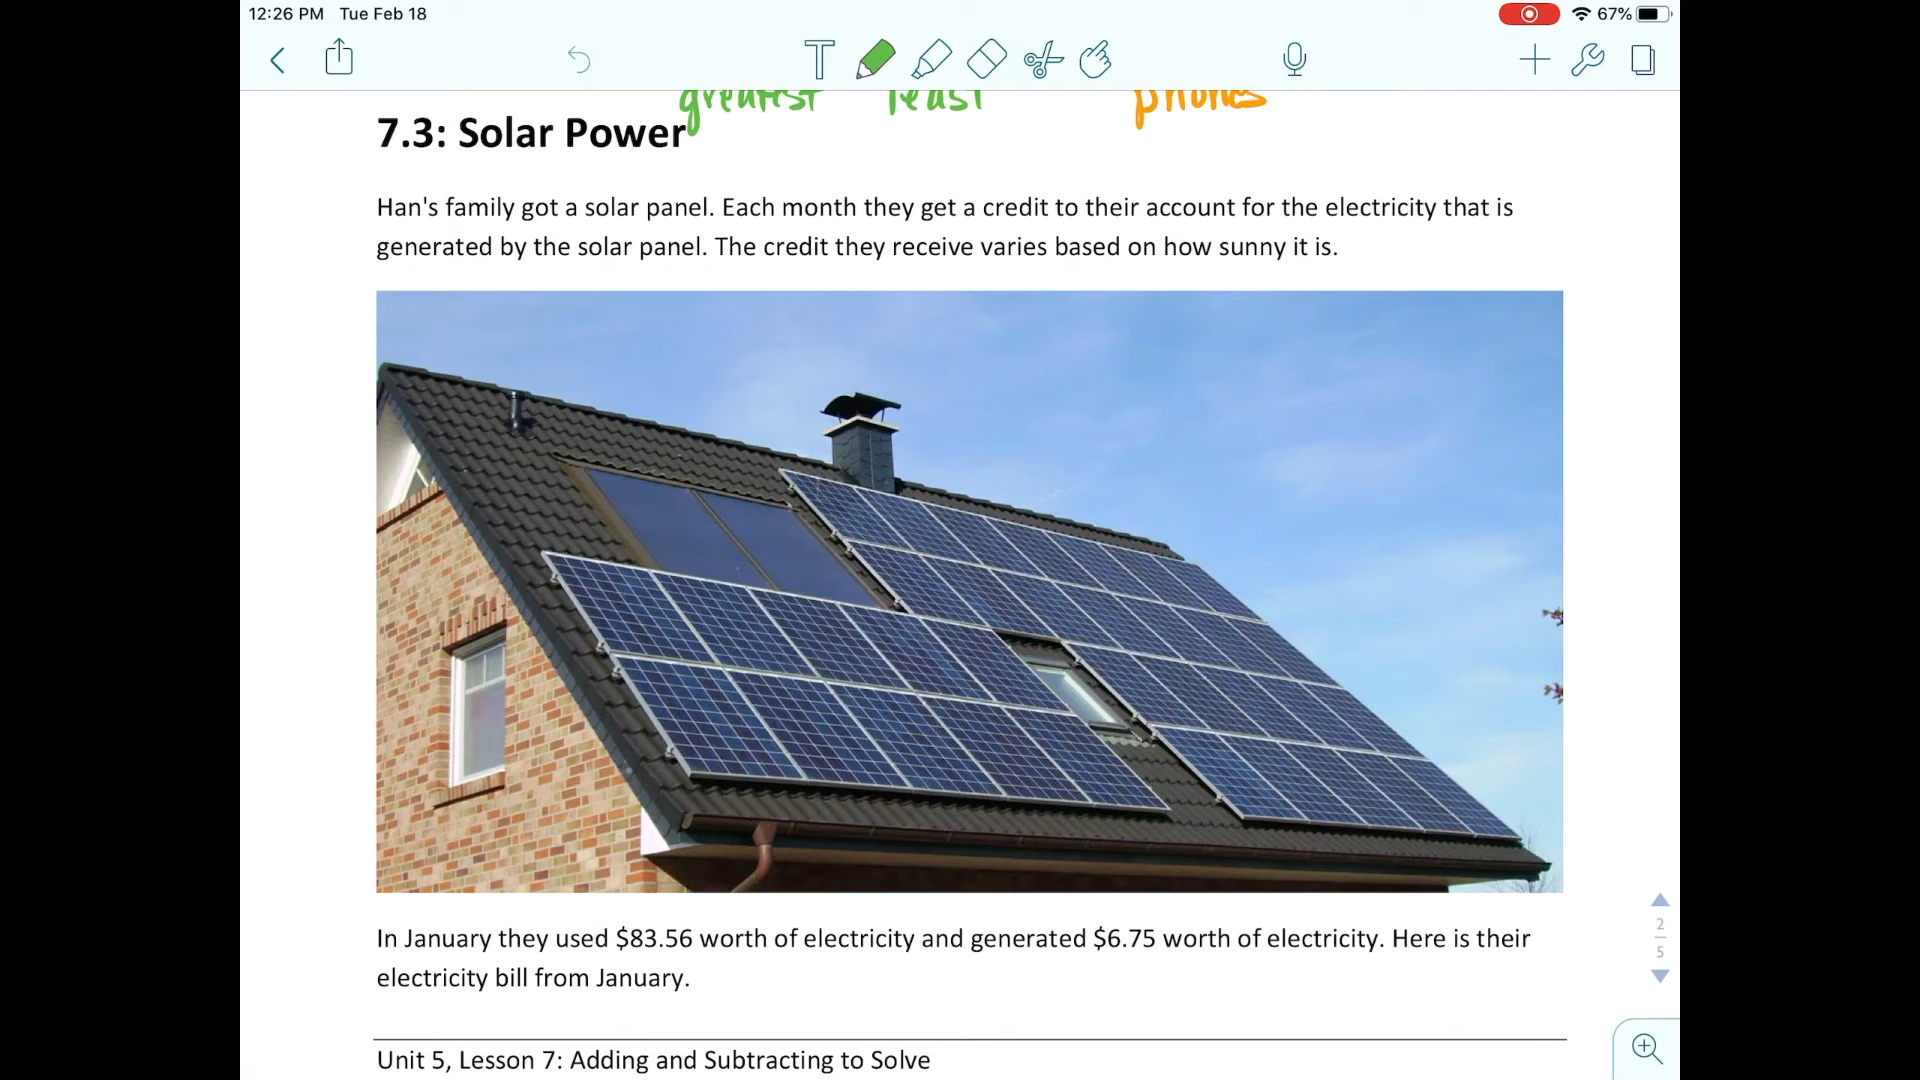 12:26 PM Tue Feb 18
67%
T
greatest least phones
7.3: Solar Power
Han's family got a solar panel. Each month they get a credit to their account for the electricity that is
generated by the solar panel. The credit they receive varies based on how sunny it is.
In January they used $83.56 worth of electricity and generated $6.75 worth of electricity. Here is their
electricity bill from January.
2
5
Unit 5, Lesson 7: Adding and Subtracting to Solve